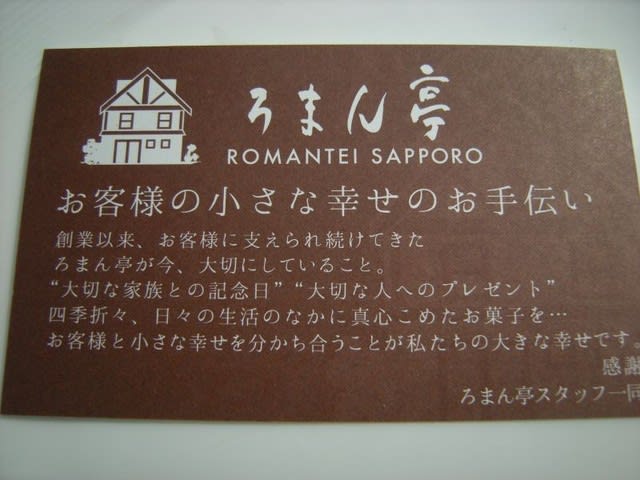 ろまん亭
ROMANTEI SAPPORO
お客様の小さな幸せのお手伝い
創業以来、お客様に支えられ続けてきた
ろまん亭が今、大切にしていること。
“大切な家族との記念日”“大切な人へのプレゼント”
四季折々、日々の生活のなかに真心こめたお菓子を…
お客様と小さな幸せを分かち合うことが私たちの大きな幸せです。
感謝
ろまん亭スタッフ一同